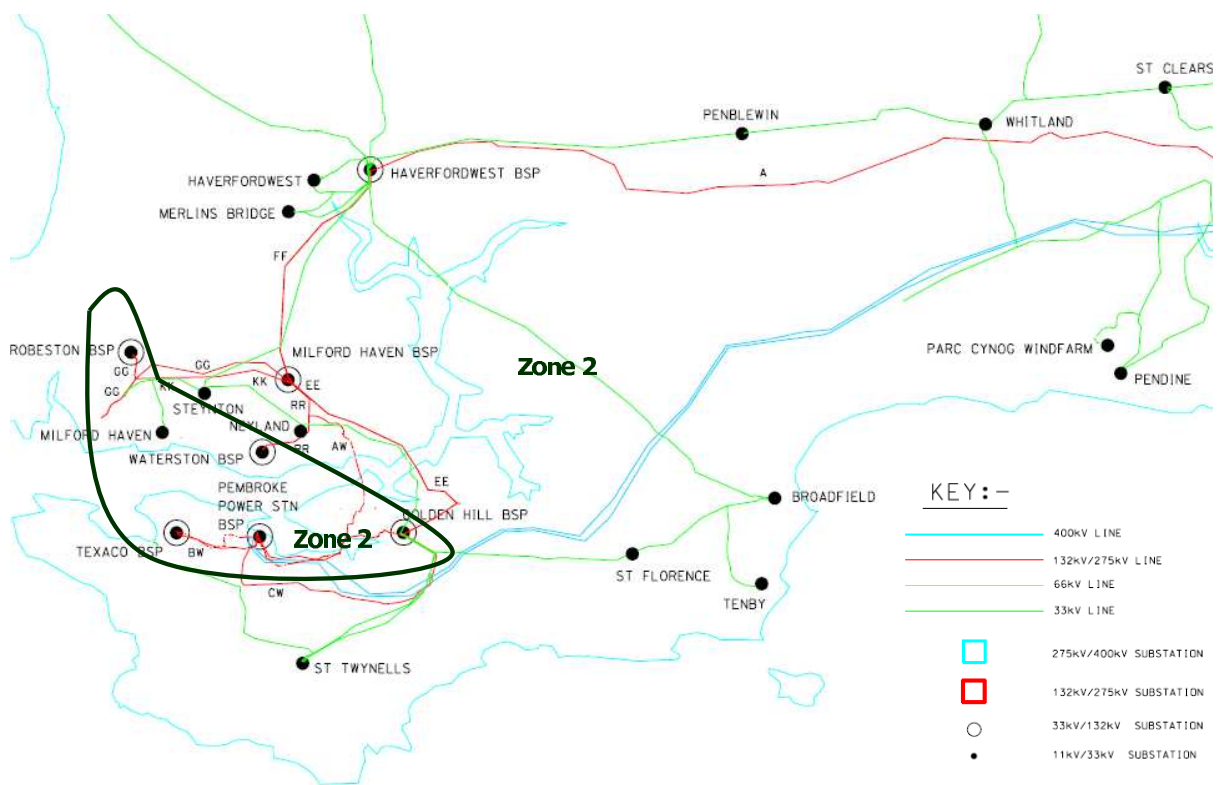 ST CLEARS
PENBLEWIN
WHITLAND
HAVERFORDWEST
HAVERFORDWEST BSP
A
MERLINS BRIDGE
FF
ROBESTON BSP
MILFORD HAVEN BSP
Zone 2
PARC CYNOG WINDFARM
GG
GG
KK
KK
EE
GG
PENDINE
STEYNTON
RR
MILFORD HAVEN
NEYLAND
AW
WATERSTON BSP
RR
EE
PEMBROKE
POWER STN
BSP
BROADFIELD
GOLDEN HILL BSP
TEXACO BSP
BW
Zone 2
ST FLORENCE
CW
TENBY
ST TWYNELLS
KEY:-
400kV LINE
132kV/275kV LINE
66kV LINE
33kV LINE
275kV/400kV SUBSTATION
132kV/275kV SUBSTATION
33kV/132kV SUBSTATION
11kV/33kV SUBSTATION